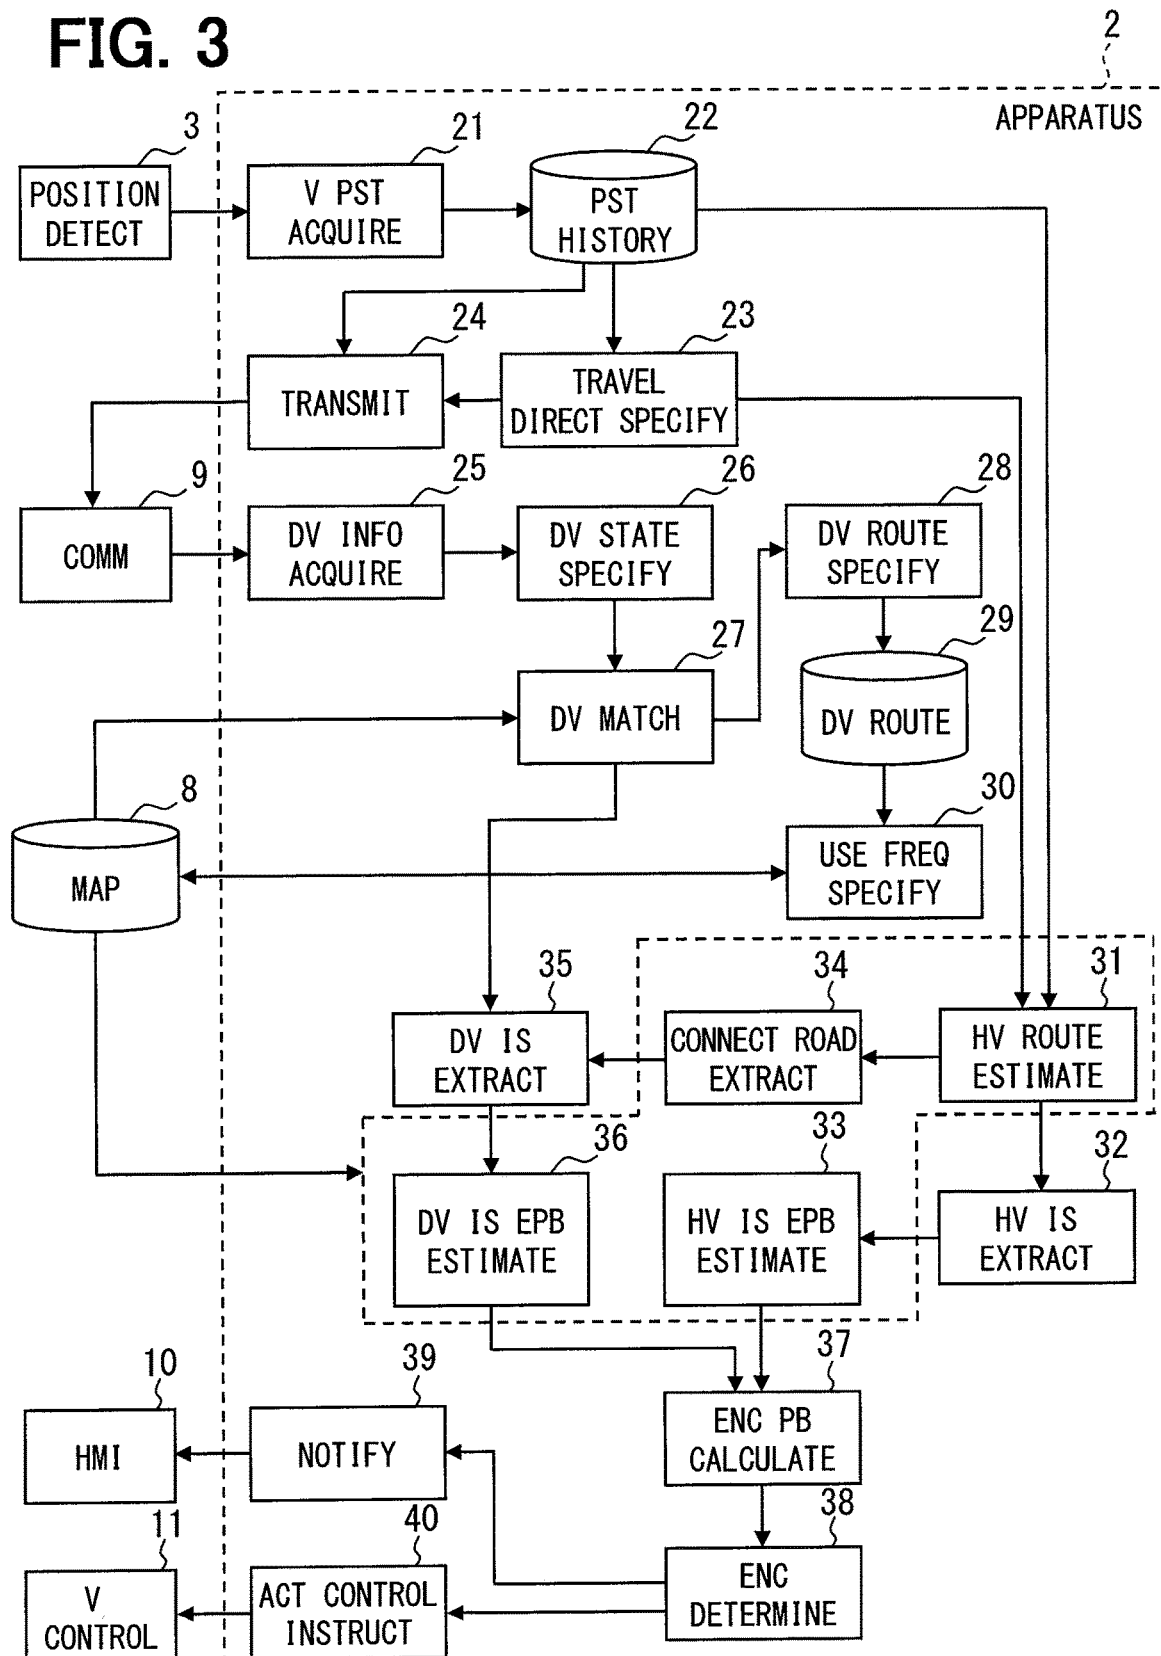 FIG. 3
2
APPARATUS
3
POSITION
DETECT
21
V PST
ACQUIRE
22
PST
HISTORY
24
TRANSMIT
23
TRAVEL
DIRECT SPECIFY
9
COMM
25
DV INFO
ACQUIRE
26
DV STATE
SPECIFY
28
DV ROUTE
SPECIFY
27
DV MATCH
29
DV ROUTE
8
MAP
30
USE FREQ
SPECIFY
35
DV IS
EXTRACT
34
CONNECT ROAD
EXTRACT
31
HV ROUTE
ESTIMATE
36
DV IS EPB
ESTIMATE
33
HV IS EPB
ESTIMATE
32
HV IS
EXTRACT
10
HMI
39
NOTIFY
37
ENC PB
CALCULATE
11
V
CONTROL
40
ACT CONTROL
INSTRUCT
38
ENC
DETERMINE